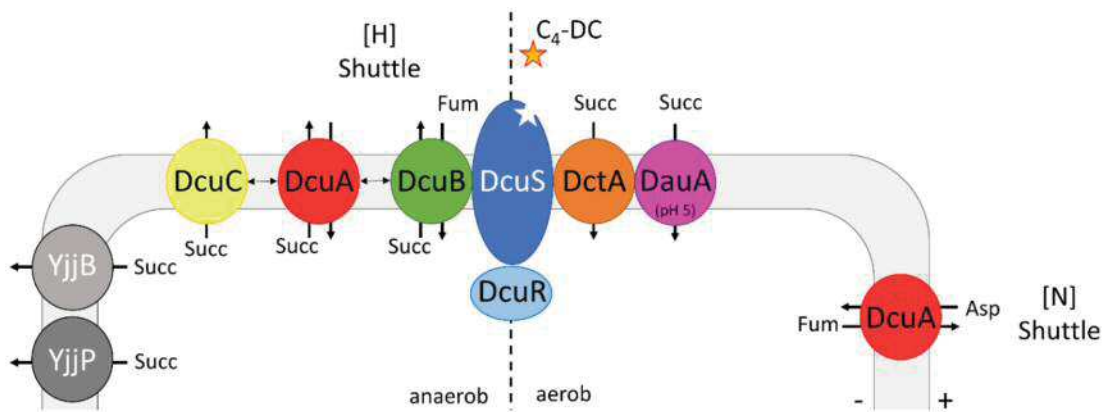 C₄-DC
[H]
Shuttle
Fum
Succ
Succ
DcuC
DcuA
DcuB
DcuS
DctA
DauA
(pH 5)
Succ
Succ
Succ
YjjB
Succ
DcuR
DcuA
Fum
Asp
[N]
Shuttle
YjjP
Succ
anaerob
aerob
-
+